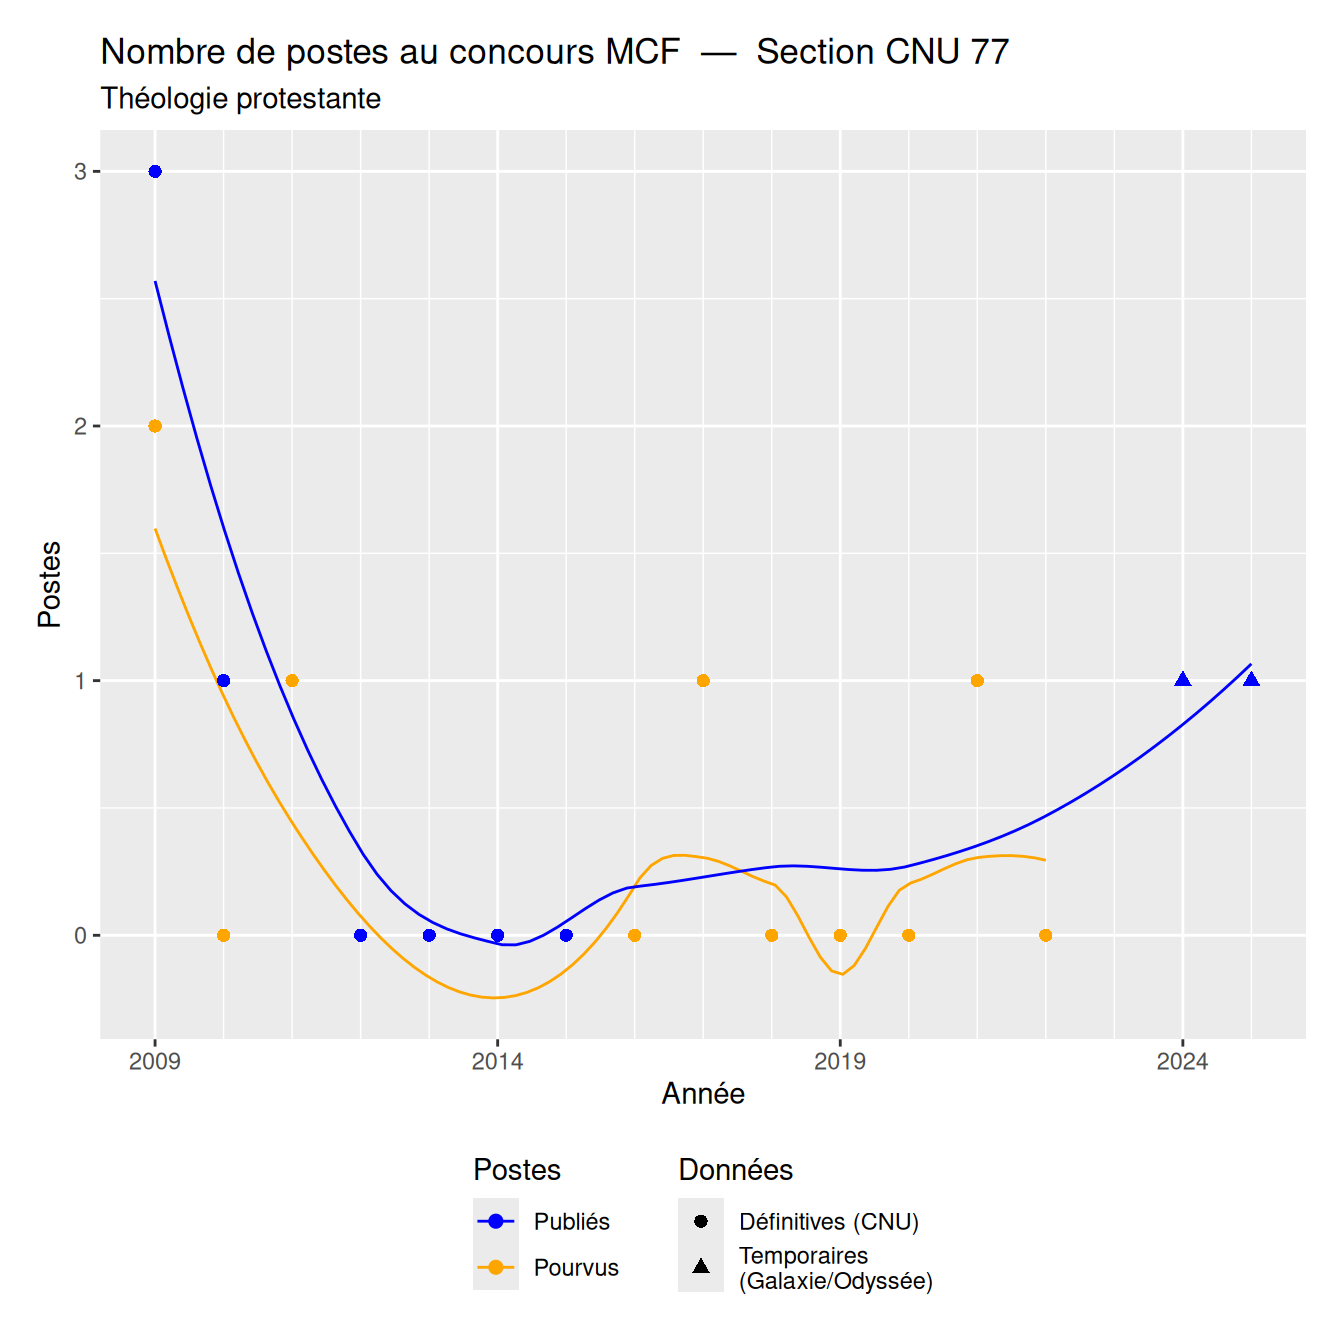 Nombre de postes au concours MCF — Section CNU 77
Théologie protestante
3
2
1
0
Postes
2009
2014
2019
2024
Année
Postes
Publiés
Pourvus
Données
Définitives (CNU)
Temporaires
(Galaxie/Odyssée)